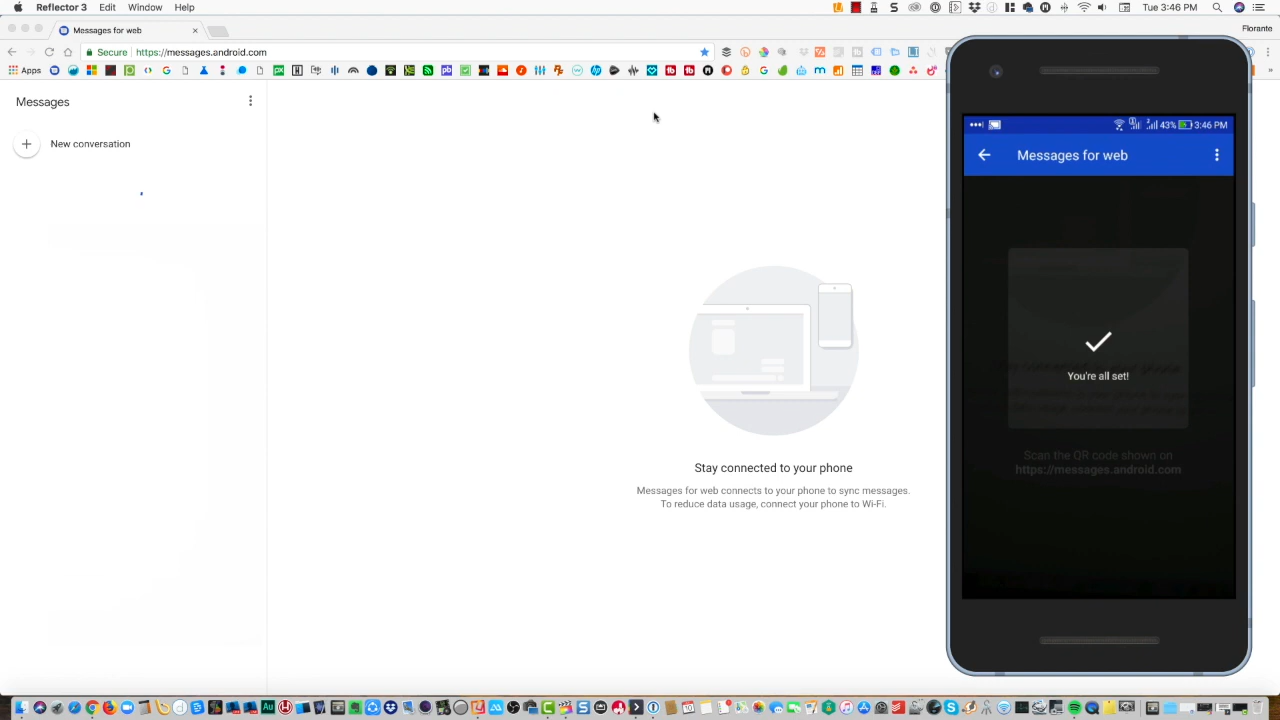 Reflector 3 Edit Window Help
Tue 3:46 PM
Messages for web
Florante
Secure https://messages.android.com
Apps
Messages
New conversation
Stay connected to your phone
Messages for web connects to your phone to sync messages.
To reduce data usage, connect your phone to Wi-Fi.
43% 3:46 PM
Messages for web
You're all set!
Scan the QR code shown on
https://messages.android.com